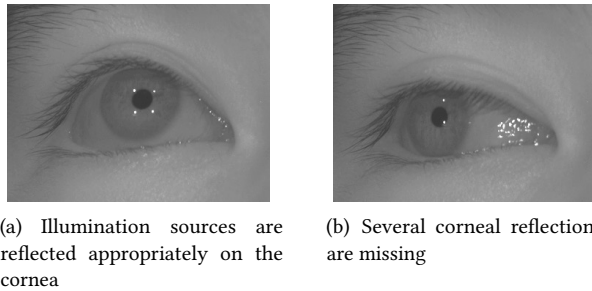 (a) Illumination sources are
reflected appropriately on the
cornea
(b) Several corneal reflection
are missing